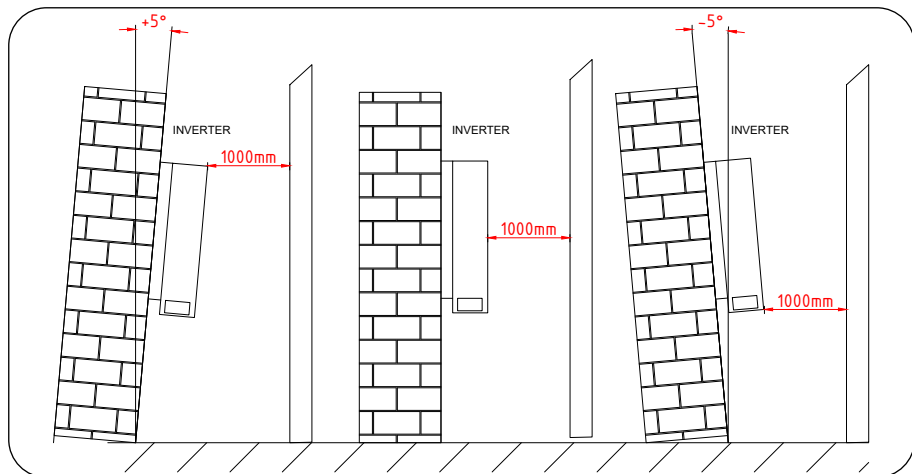 +5°
-5°
INVERTER
INVERTER
INVERTER
1000mm
1000mm
1000mm